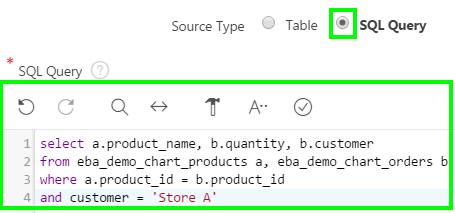 Source Type Table SQL Query
* SQL Query ?
A··
1 select a.product_name, b.quantity, b.customer
2 from eba_demo_chart_products a, eba_demo_chart_orders b
3 where a.product_id = b.product_id
4 and customer = 'Store A'